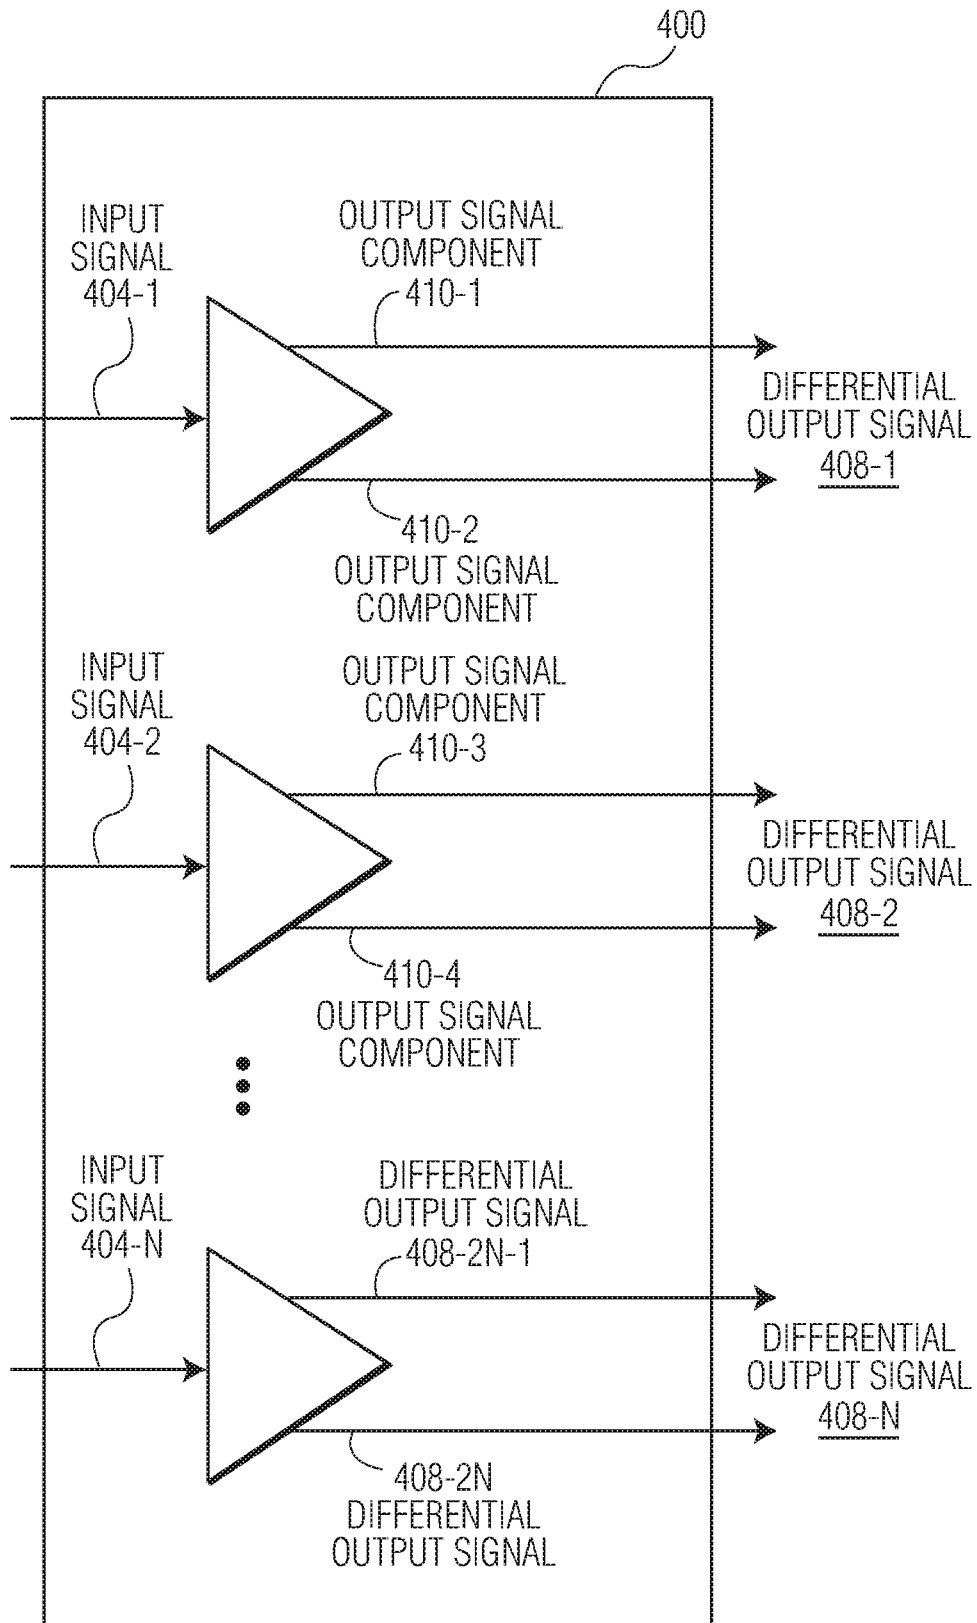 400
INPUT
SIGNAL
404-1
OUTPUT SIGNAL
COMPONENT
410-1
DIFFERENTIAL
OUTPUT SIGNAL
408-1
410-2
OUTPUT SIGNAL
COMPONENT
INPUT
SIGNAL
404-2
OUTPUT SIGNAL
COMPONENT
410-3
DIFFERENTIAL
OUTPUT SIGNAL
408-2
410-4
OUTPUT SIGNAL
COMPONENT
INPUT
SIGNAL
404-N
DIFFERENTIAL
OUTPUT SIGNAL
408-2N-1
DIFFERENTIAL
OUTPUT SIGNAL
408-N
408-2N
DIFFERENTIAL
OUTPUT SIGNAL